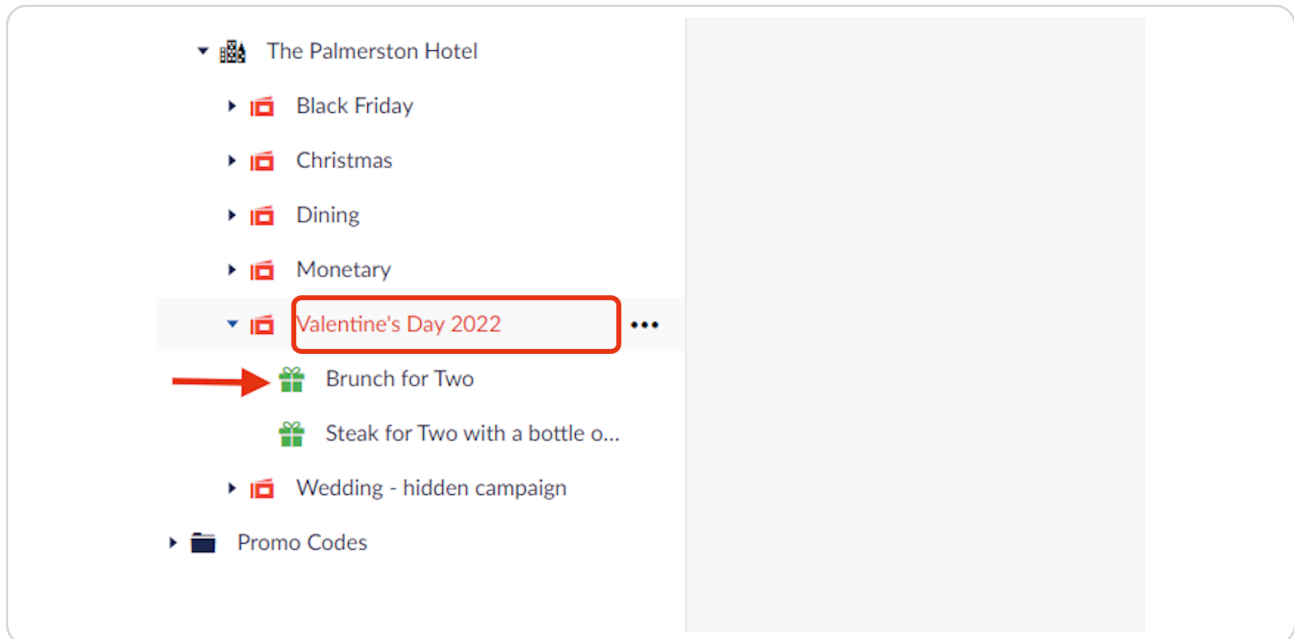 The Palmerston Hotel
Black Friday
Christmas
Dining
Monetary
Valentine's Day 2022
Brunch for Two
Steak for Two with a bottle o...
Wedding - hidden campaign
Promo Codes